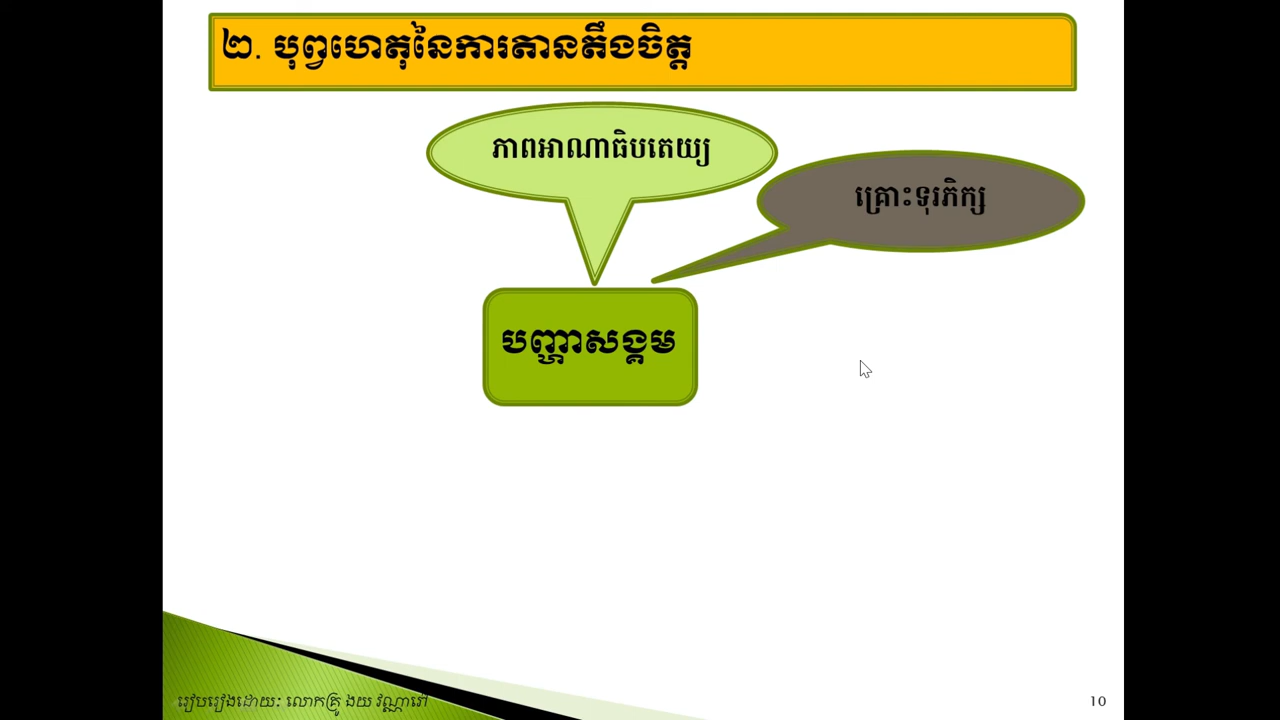 ២. បុព្វហេតុនៃការតានតឹងចិត្ត
ភាពអាណាធិបតេយ្យ
គ្រោះទុរភិក្ស
បញ្ហាសង្គម
រៀបរៀងដោយ: លោកគ្រូ ងយ វណ្ណាវៅ
10